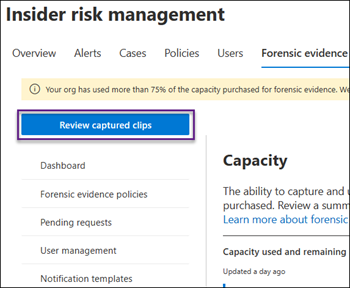 Insider risk management
Overview Alerts Cases Policies Users Forensic evidence
Your org has used more than 75% of the capacity purchased for forensic evidence. We
Review captured clips
Dashboard
Forensic evidence policies
Pending requests
User management
Notification templates
Capacity
The ability to capture and u
purchased. Review a summ
Learn more about forensic
Capacity used and remaining
Updated a day ago